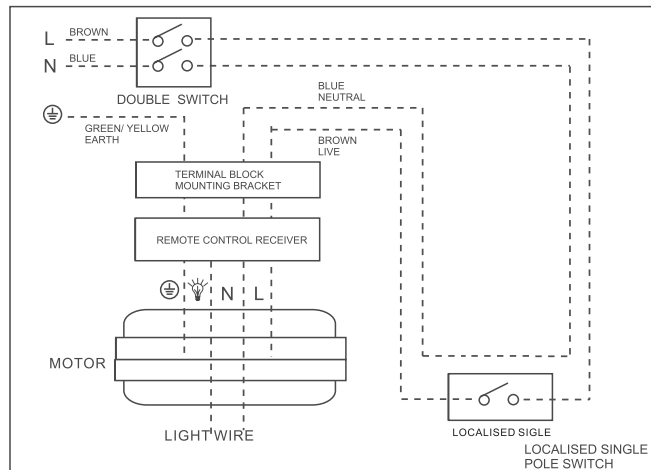 L
BROWN
N
BLUE
DOUBLE SWITCH
GREEN/ YELLOW
EARTH
BLUE
NEUTRAL
BROWN
LIVE
TERMINAL BLOCK
MOUNTING BRACKET
REMOTE CONTROL RECEIVER
N L
MOTOR
LIGHT WIRE
LOCALISED SIGLE
LOCALISED SINGLE
POLE SWITCH